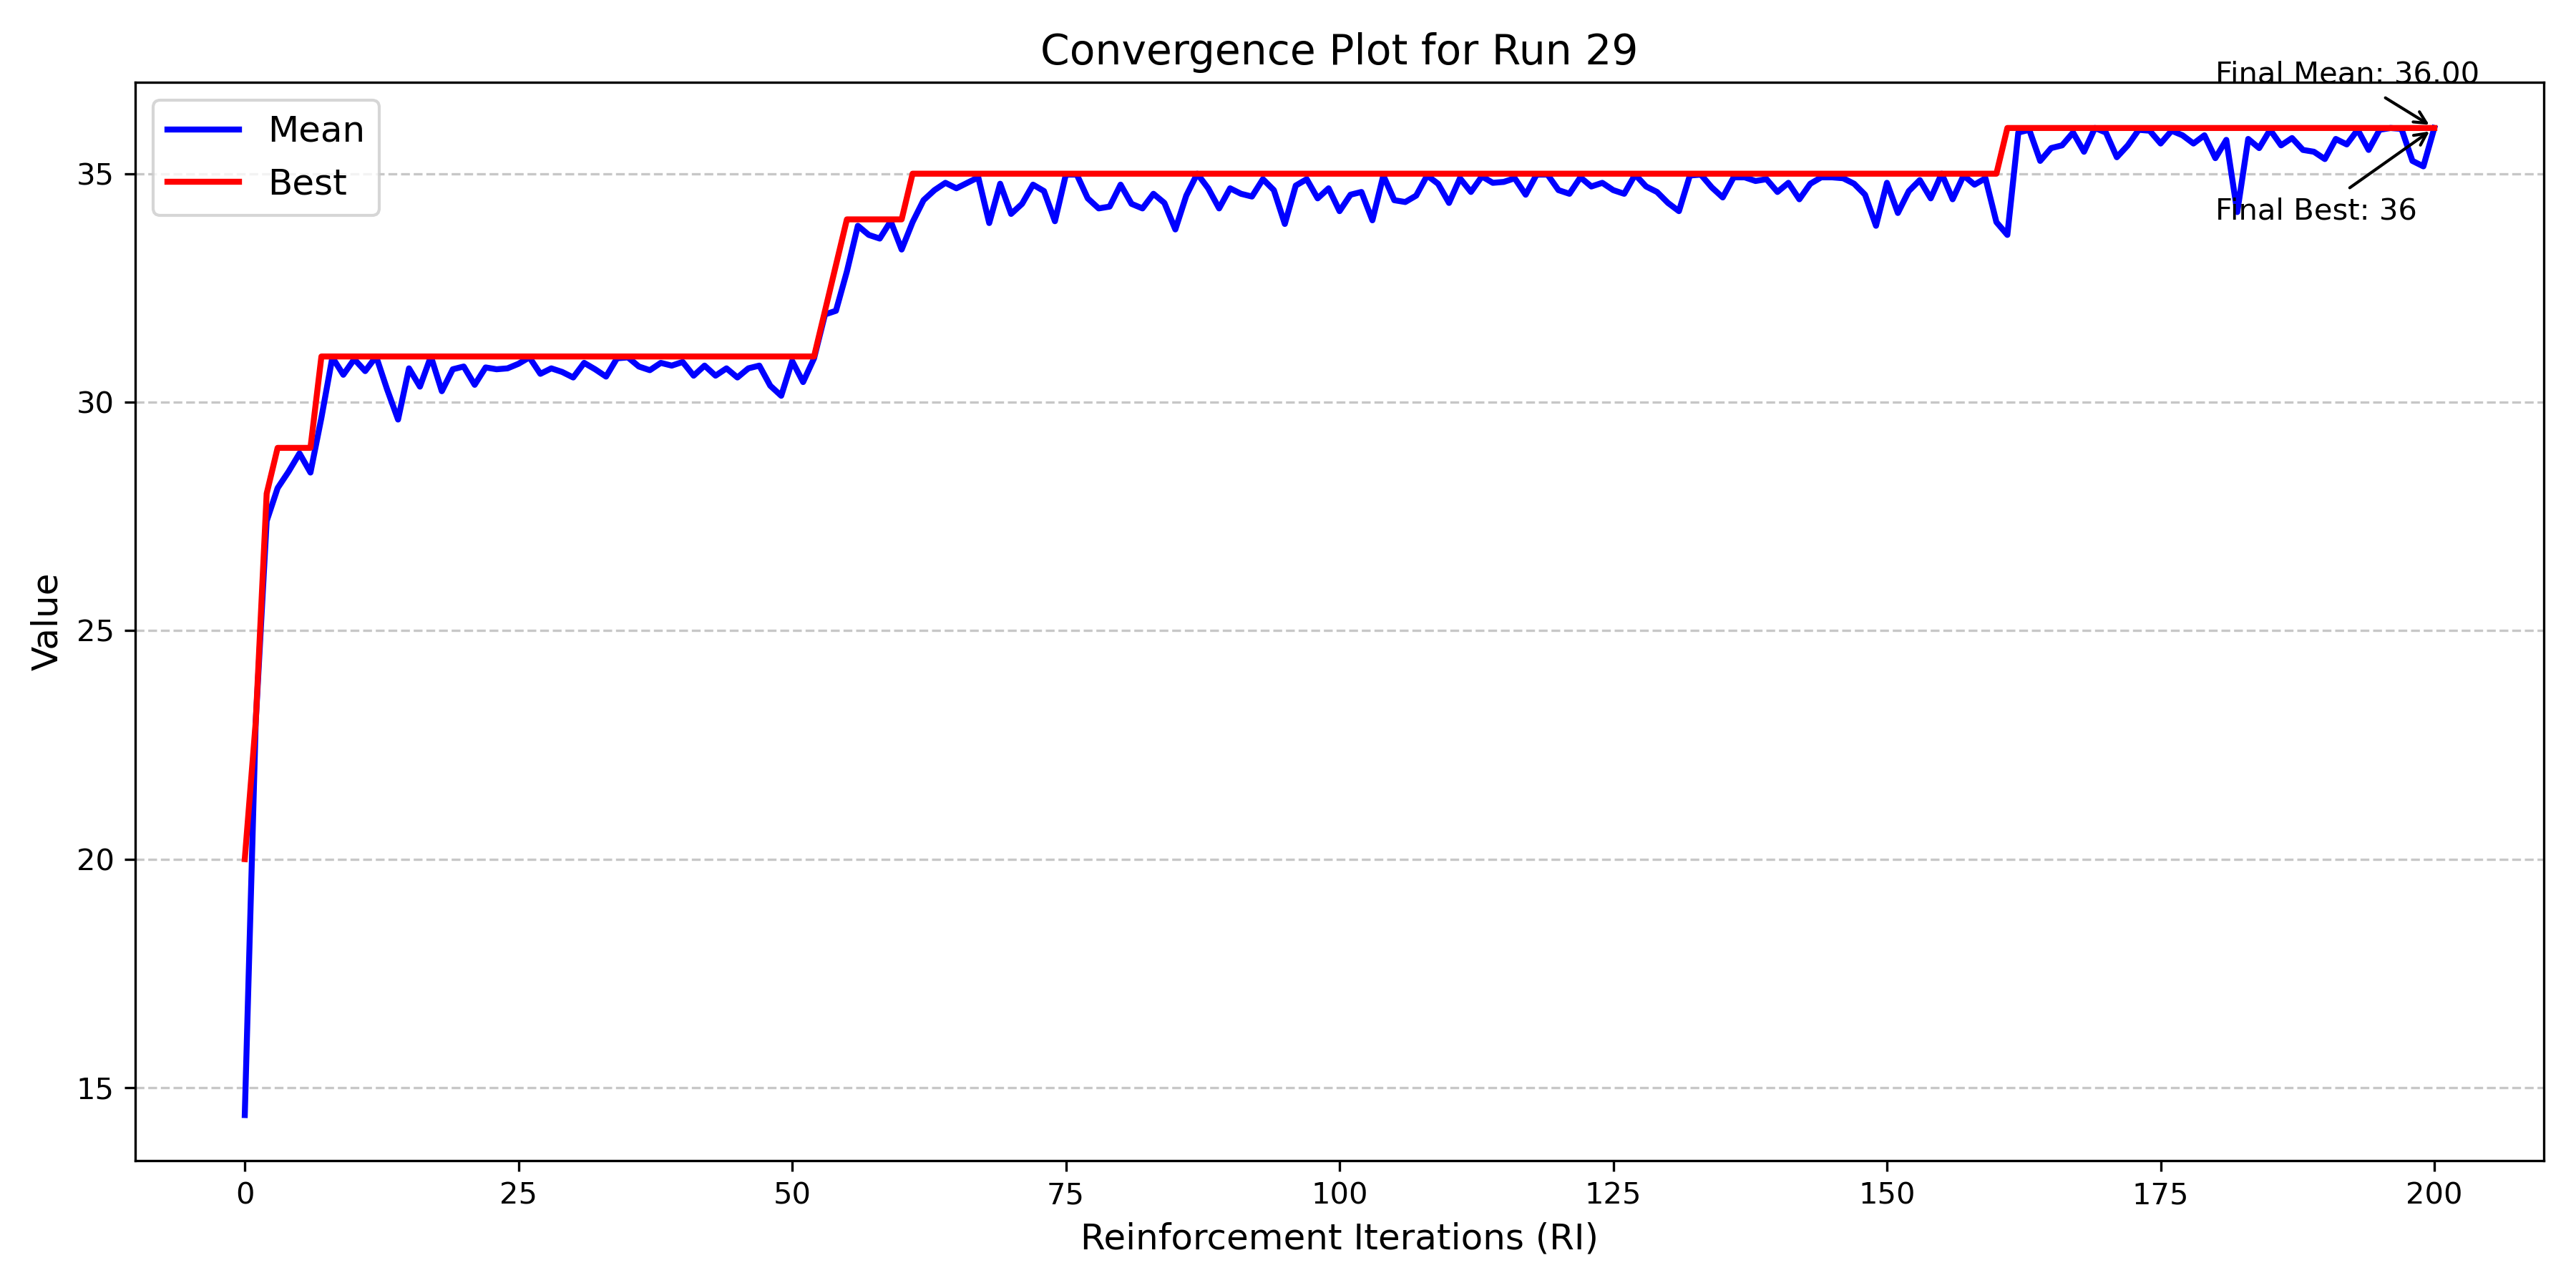 Convergence Plot for Run 29
Final Mean: 36.00
Mean
Best
Final Best: 36
Value
35
30
25
20
15
0 25 50 75 100 125 150 175 200
Reinforcement Iterations (RI)